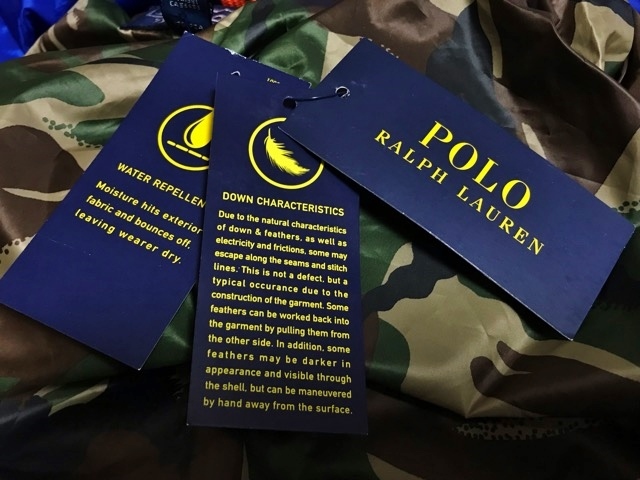 WATER REPELLEN
Moisture hits exterior
fabric and bounces off,
leaving wearer dry.
DOWN CHARACTERISTICS
Due to the natural characteristics
of down & feathers, as well as
electricity and frictions, some may
escape along the seams and stitch
lines. This is not a defect, but a
typical occurance due to the
construction of the garment. Some
feathers can be worked back into
the garment by pulling them from
the other side. In addition, some
feathers may be darker in
appearance and visible through
the shell, but can be maneuvered
by hand away from the surface.
POLO
RALPH LAUREN